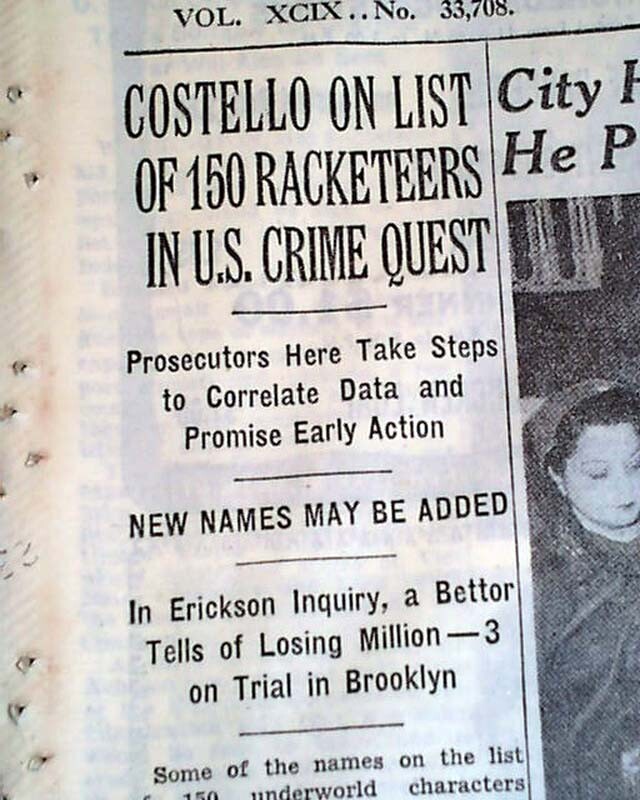 VOL. XCIX..No. 33,708.
COSTELLO ON LIST
OF 150 RACKETEERS
IN U.S. CRIME QUEST
Prosecutors Here Take Steps
to Correlate Data and
Promise Early Action
NEW NAMES MAY BE ADDED
In Erickson Inquiry, a Bettor
Tells of Losing Million—3
on Trial in Brooklyn
Some of the names on the list
150 underworld characters
City
He P